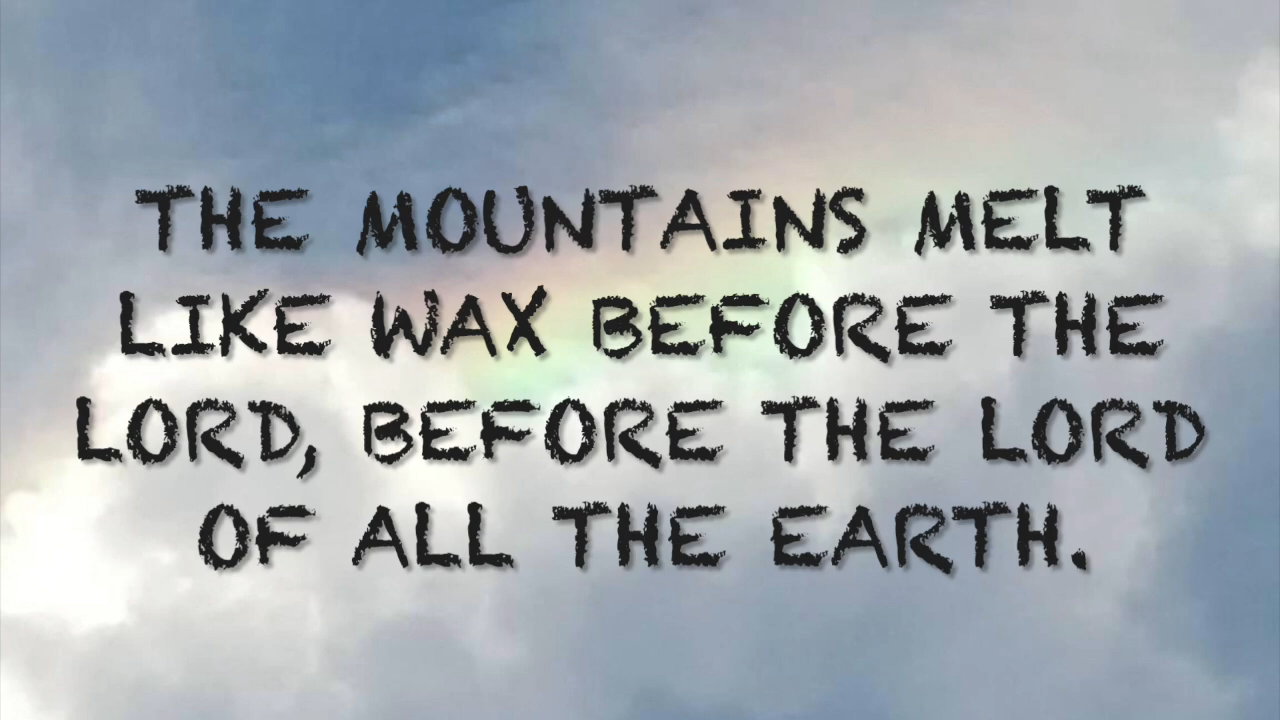 THE MOUNTAINS MELT
LIKE WAX BEFORE THE
LORD, BEFORE THE LORD
OF ALL THE EARTH.